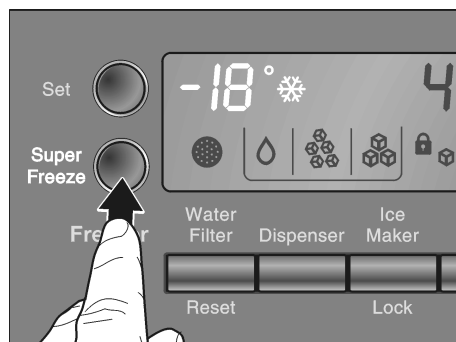 Set
-18°
4
Super
Freeze
Water
Filter
Dispenser
Ice
Maker
Reset
Lock